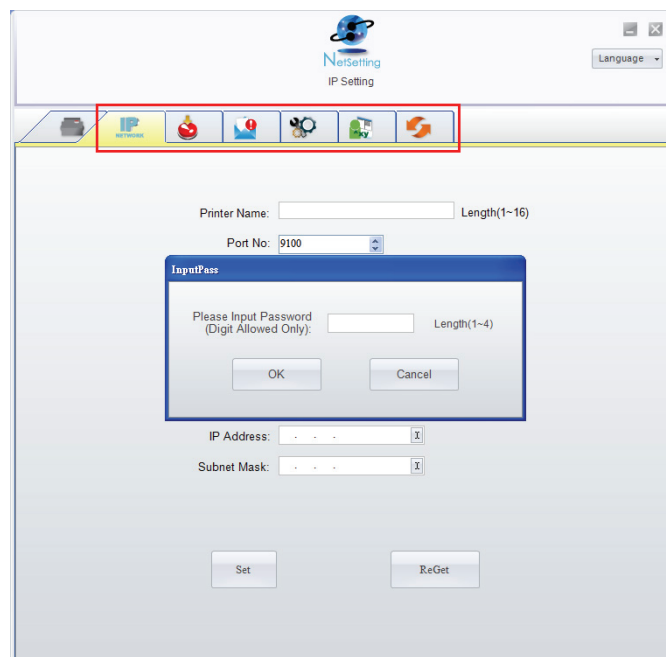 NetSetting
Language
IP Setting
IP
NETWORK
Printer Name:
Length(1~16)
Port No: 9100
InputPass
Please Input Password
(Digit Allowed Only):
Length(1~4)
OK
Cancel
IP Address: . . .
Subnet Mask: . . .
Set
ReGet